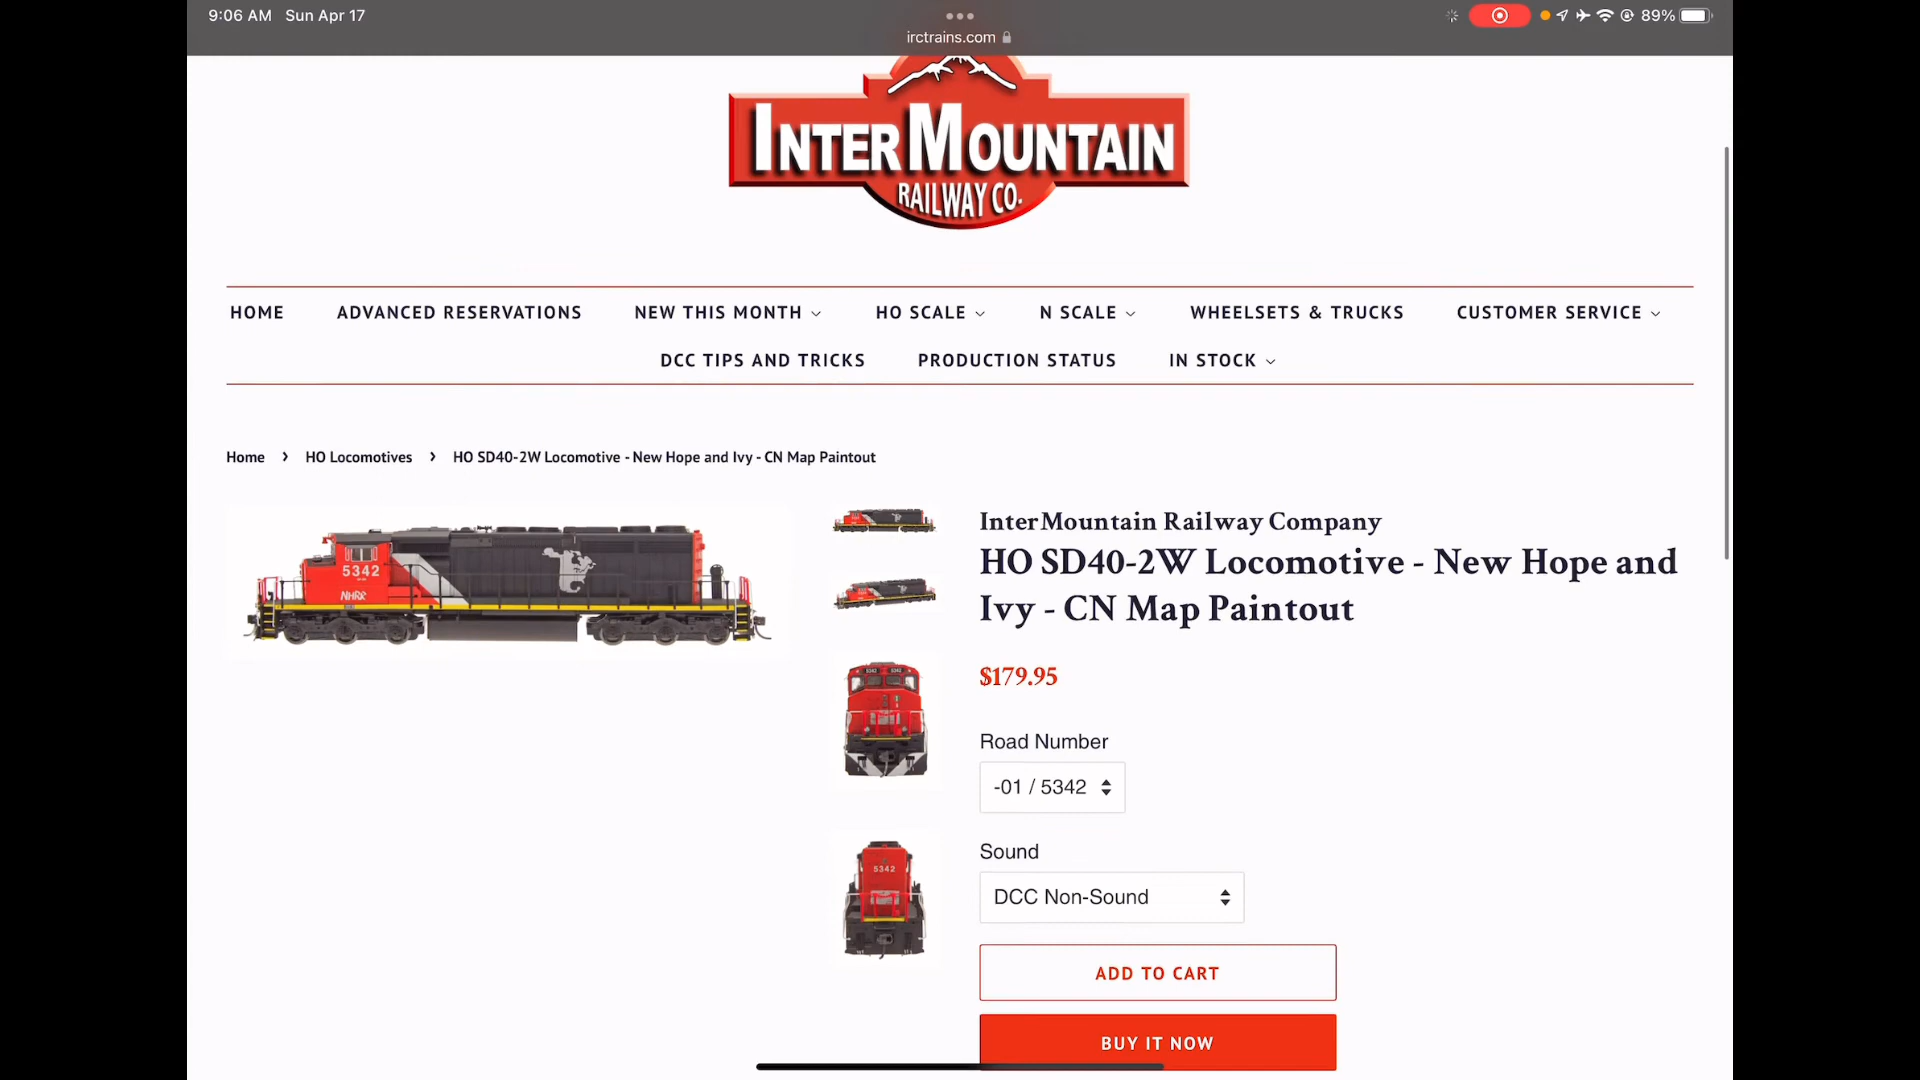 9:06 AM Sun Apr 17
89%
irctrains.com
INTERMOUNTAIN
RAILWAY CO.
HOME ADVANCED RESERVATIONS NEW THIS MONTH HO SCALE N SCALE WHEELSETS & TRUCKS CUSTOMER SERVICE
DCC TIPS AND TRICKS PRODUCTION STATUS IN STOCK
Home › HO Locomotives › HO SD40-2W Locomotive - New Hope and Ivy - CN Map Paintout
5342
NHRR
InterMountain Railway Company
HO SD40-2W Locomotive - New Hope and
Ivy - CN Map Paintout
$179.95
Road Number
-01 / 5342
Sound
5342
DCC Non-Sound
ADD TO CART
BUY IT NOW